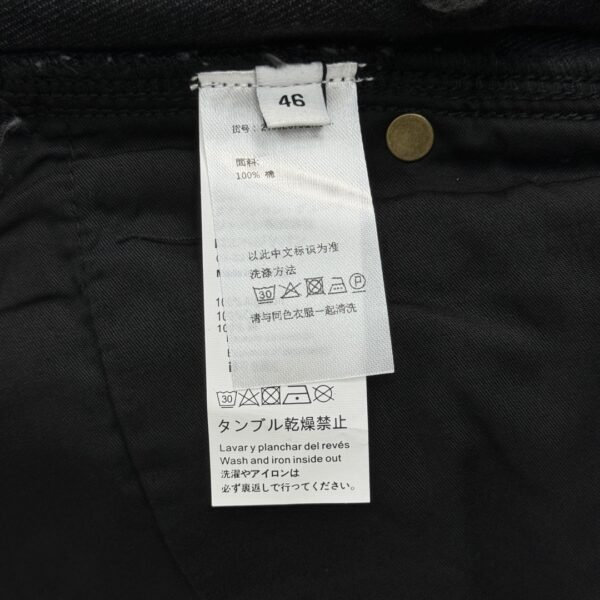 46
货号:
面料:
100% 棉
以此中文标识为准
洗涤方法
30
P
请与同色衣服一起清洗
30
タンブル乾燥禁止
Lavar y planchar del revés
Wash and iron inside out
洗濯やアイロンは
必ず裏返しで行ってください。